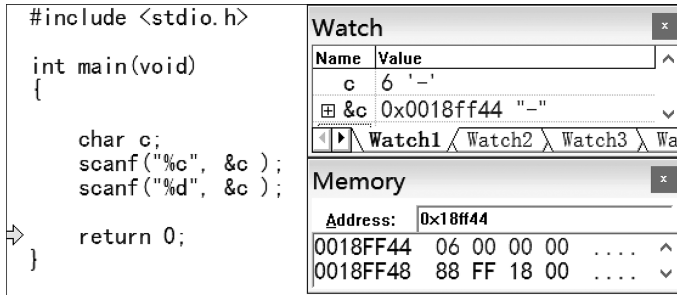 #include <stdio.h>
int main(void)
{
char c;
scanf("%c", &c );
scanf("%d", &c );
return 0;
}
Watch
Name Value
c 6 '-'
&c 0x0018ff44 "-"
Watch1 Watch2 Watch3 Wa
Memory
Address: 0x18ff44
0018FF44 06 00 00 00 ....
0018FF48 88 FF 18 00 ....